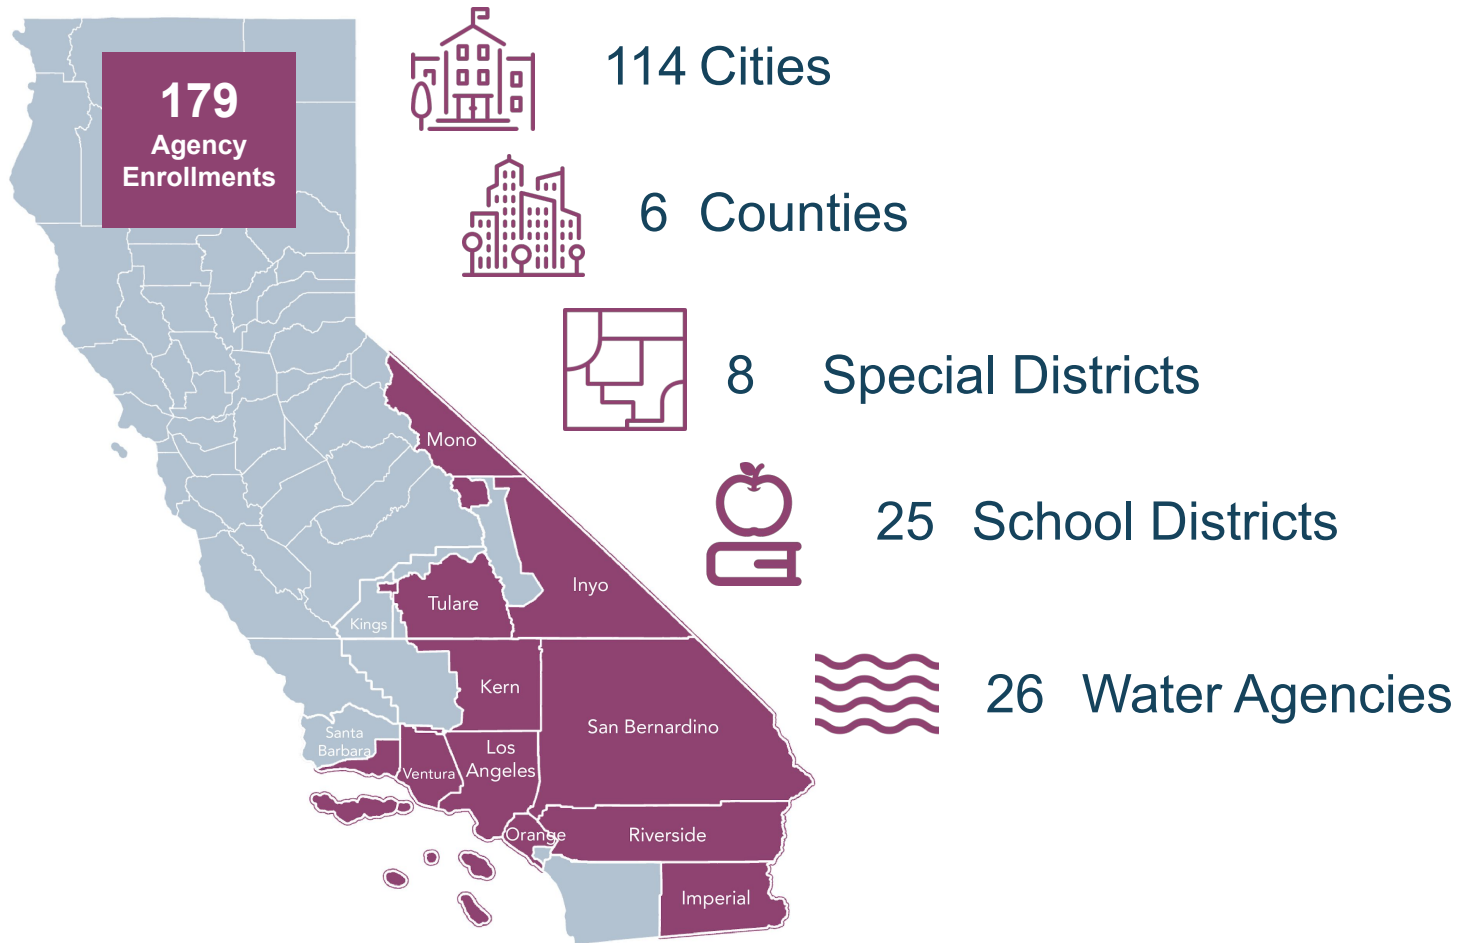 179
Agency
Enrollments
114 Cities
6 Counties
8 Special Districts
25 School Districts
26 Water Agencies
Mono
Inyo
Tulare
Kings
Kern
San Bernardino
Santa
Barbara
Ventura
Los
Angeles
Orange
Riverside
Imperial